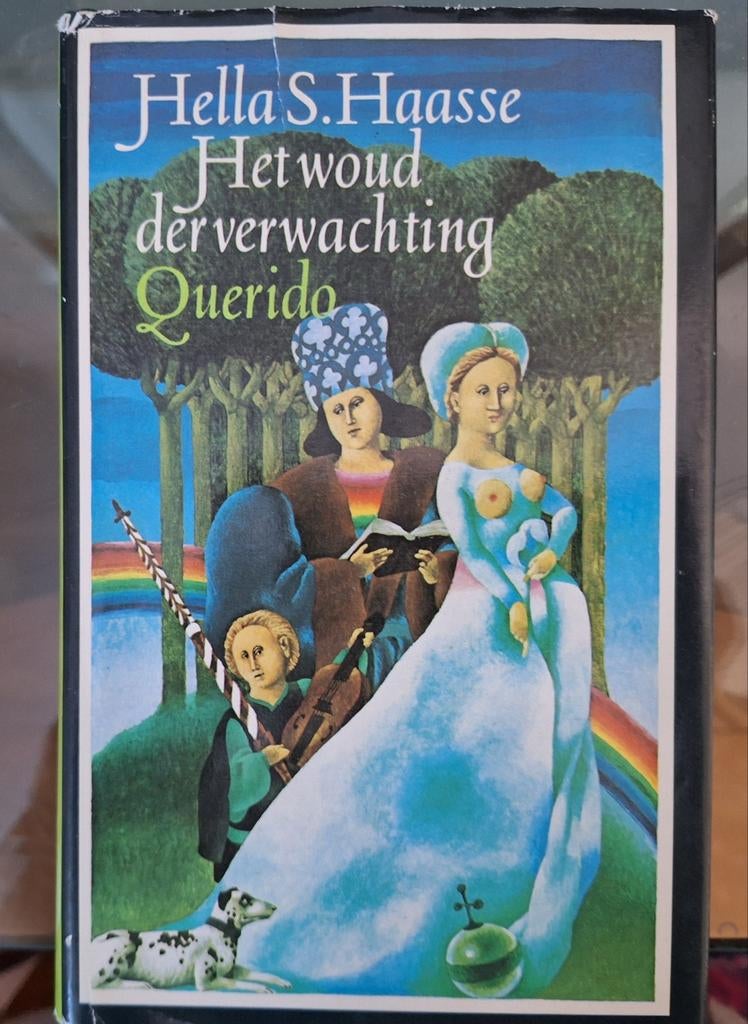 Hella S. Haasse
Het woud
der verwachting
Querido